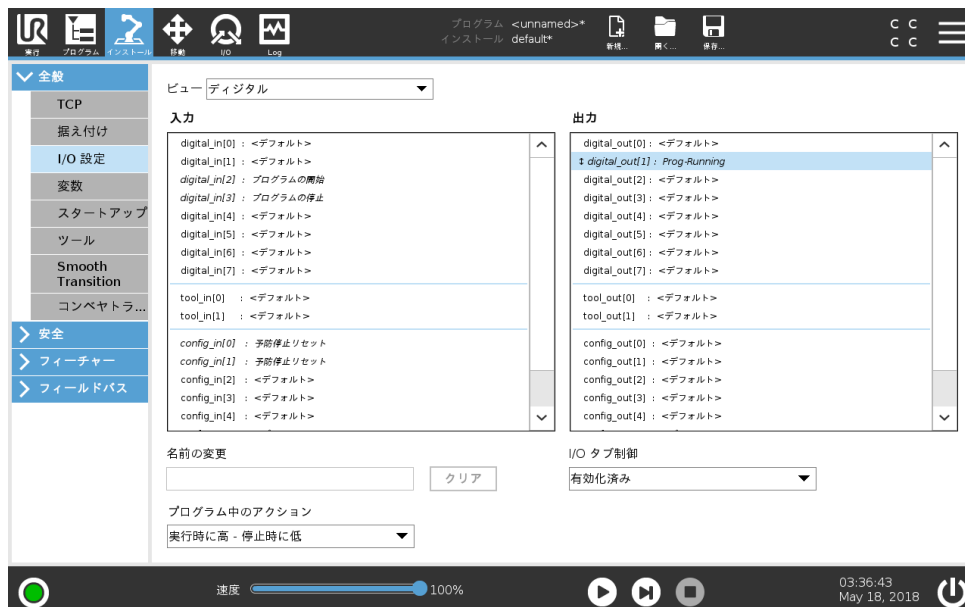 プログラム <unnamed>*
インストール default*
実行 プログラム インストール 移動 I/O Log 新規... 開く... 保存...
全般
TCP
据え付け
I/O 設定
変数
スタートアップ
ツール
Smooth
Transition
コンベヤトラ...
安全
フィーチャー
フィールドバス
ビュー ディジタル
入力
digital_in[0] : <デフォルト>
digital_in[1] : <デフォルト>
digital_in[2] : プログラムの開始
digital_in[3] : プログラムの停止
digital_in[4] : <デフォルト>
digital_in[5] : <デフォルト>
digital_in[6] : <デフォルト>
digital_in[7] : <デフォルト>
tool_in[0] : <デフォルト>
tool_in[1] : <デフォルト>
config_in[0] : 予防停止リセット
config_in[1] : 予防停止リセット
config_in[2] : <デフォルト>
config_in[3] : <デフォルト>
config_in[4] : <デフォルト>
出力
digital_out[0] : <デフォルト>
↕ digital_out[1] : Prog-Running
digital_out[2] : <デフォルト>
digital_out[3] : <デフォルト>
digital_out[4] : <デフォルト>
digital_out[5] : <デフォルト>
digital_out[6] : <デフォルト>
digital_out[7] : <デフォルト>
tool_out[0] : <デフォルト>
tool_out[1] : <デフォルト>
config_out[0] : <デフォルト>
config_out[1] : <デフォルト>
config_out[2] : <デフォルト>
config_out[3] : <デフォルト>
config_out[4] : <デフォルト>
名前の変更
クリア
I/O タブ制御
有効化済み
プログラム中のアクション
実行時に高 - 停止時に低
速度 100%
03:36:43
May 18, 2018
C C
C C